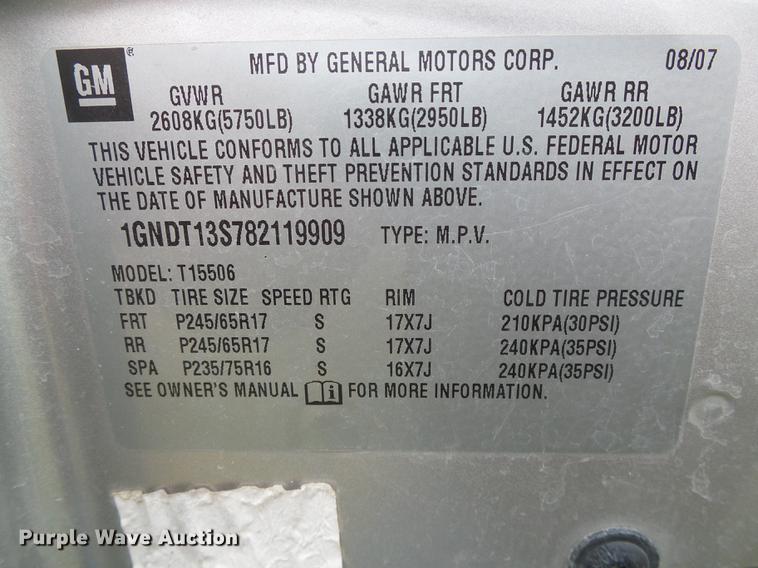 GM ® MFD BY GENERAL MOTORS CORP. 08/07
GVWR GAWR FRT GAWR RR
2608KG(5750LB) 1338KG(2950LB) 1452KG(3200LB)
THIS VEHICLE CONFORMS TO ALL APPLICABLE U.S. FEDERAL MOTOR
VEHICLE SAFETY AND THEFT PREVENTION STANDARDS IN EFFECT ON
THE DATE OF MANUFACTURE SHOWN ABOVE.
1GNDT13S782119909 TYPE: M.P.V.
MODEL: T15506
TBKD TIRE SIZE SPEED RTG RIM COLD TIRE PRESSURE
FRT P245/65R17 S 17X7J 210KPA(30PSI)
RR P245/65R17 S 17X7J 240KPA(35PSI)
SPA P235/75R16 S 16X7J 240KPA(35PSI)
SEE OWNER'S MANUAL i FOR MORE INFORMATION.
Purple Wave Auction